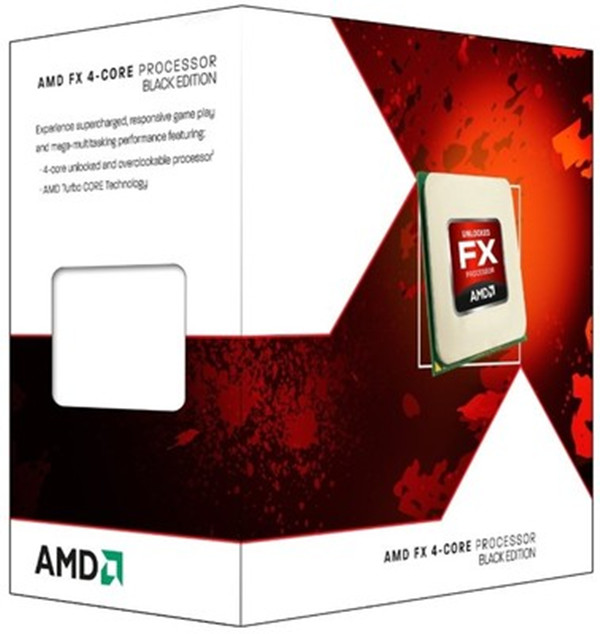 AMD FX 4-CORE PROCESSOR
BLACK EDITION
Experience supercharged, responsive game play
and mega-multitasking performance featuring:
· 4-core unlocked and overclockable processor¹
· AMD Turbo CORE Technology
UNLOCKED
FX
PROCESSOR
AMD
AMD
AMD FX 4-CORE PROCESSOR
BLACK EDITION